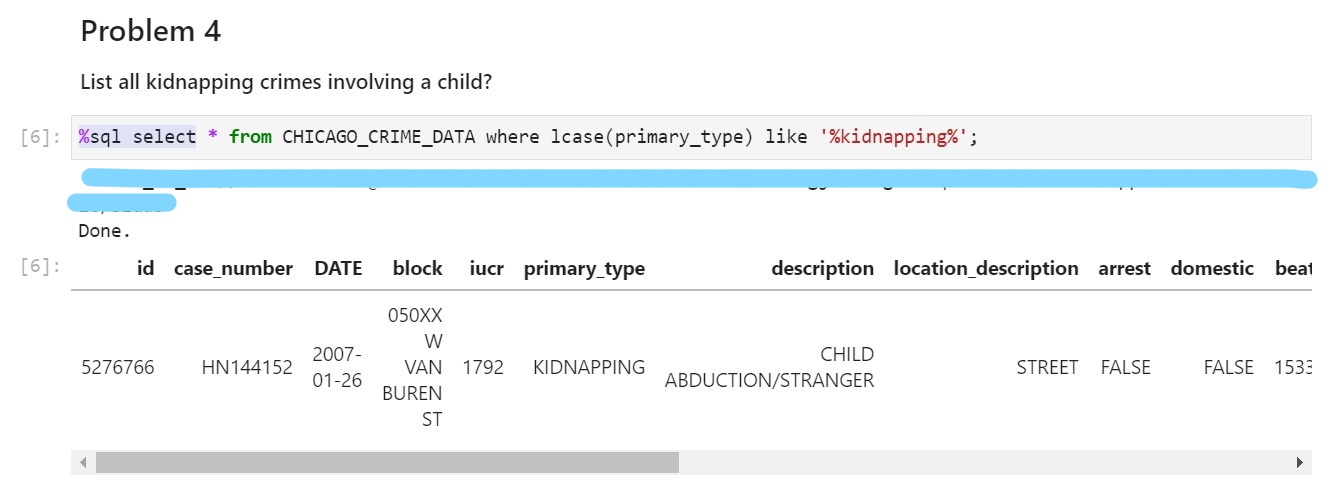 Problem 4
List all kidnapping crimes involving a child?
[6]: %sql select * from CHICAGO_CRIME_DATA where lcase(primary_type) like '%kidnapping%';
Done.
[6]: id case_number DATE block iucr primary_type description location_description arrest domestic beat
5276766 HN144152 2007-01-26 050XX W VAN BUREN ST 1792 KIDNAPPING CHILD ABDUCTION/STRANGER STREET FALSE FALSE 1533